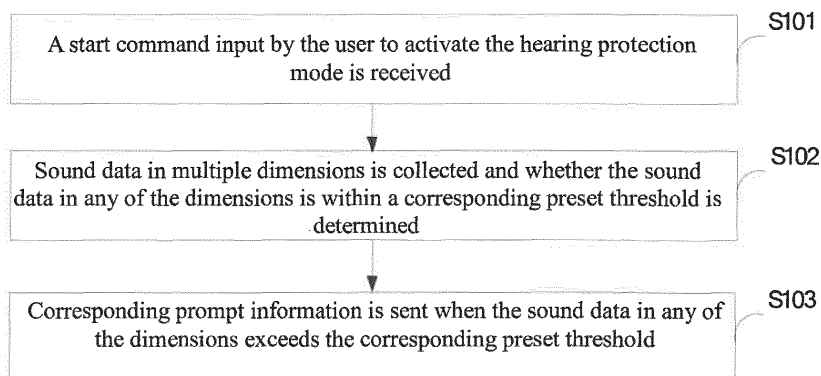 S101
A start command input by the user to activate the hearing protection
mode is received
S102
Sound data in multiple dimensions is collected and whether the sound
data in any of the dimensions is within a corresponding preset threshold is
determined
S103
Corresponding prompt information is sent when the sound data in any of
the dimensions exceeds the corresponding preset threshold